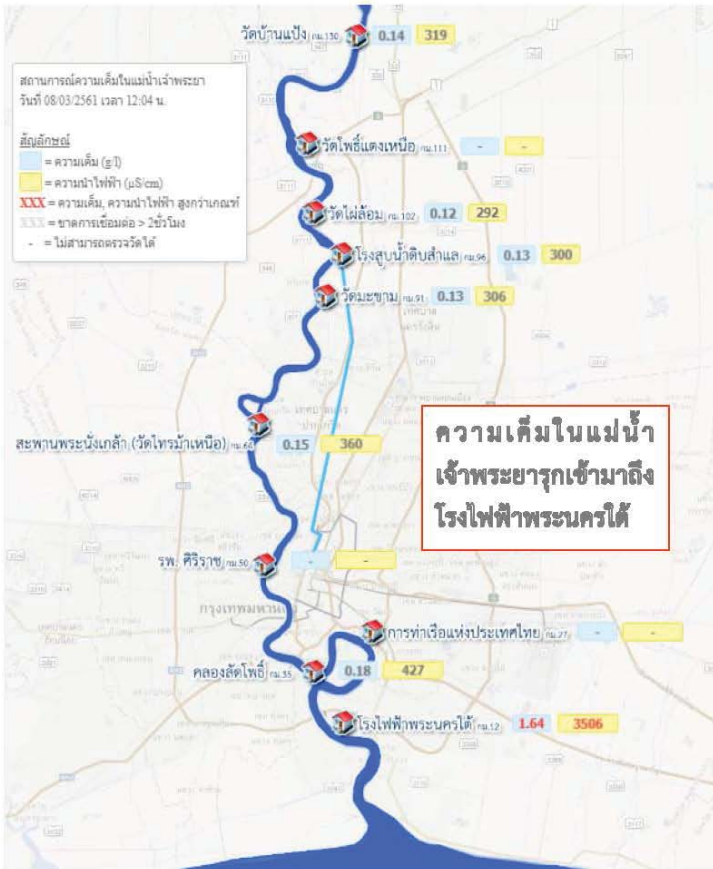 วัดบ้านแป้ง กม.130 0.14 319
สถานการณ์ความเค็มในแม่น้ำเจ้าพระยา
วันที่ 08/03/2561 เวลา 12:04 น.
สัญลักษณ์
= ความเค็ม (g/l)
= ความนำไฟฟ้า (µS/cm)
XXX = ความเค็ม, ความนำไฟฟ้า สูงกว่าเกณฑ์
XXX = ขาดการเชื่อมต่อ > 2ชั่วโมง
- = ไม่สามารถตรวจวัดได้
วัดโพธิ์แตงเหนือ กม.111 - -
วัดไผ่ล้อม กม.102 0.12 292
โรงสูบน้ำดิบสำแล กม.96 0.13 300
วัดมะขาม กม.91 0.13 306
สะพานพระนั่งเกล้า (วัดไทรม้าเหนือ) กม.66 0.15 360
ความเค็มในแม่น้ำ
เจ้าพระยารุกเข้ามาถึง
โรงไฟฟ้าพระนครใต้
รพ. ศิริราช กม.50 - -
กรุงเทพมหานคร
การท่าเรือแห่งประเทศไทย กม.27 - -
คลองลัดโพธิ์ กม.35 0.18 427
โรงไฟฟ้าพระนครใต้ กม.12 1.64 3506